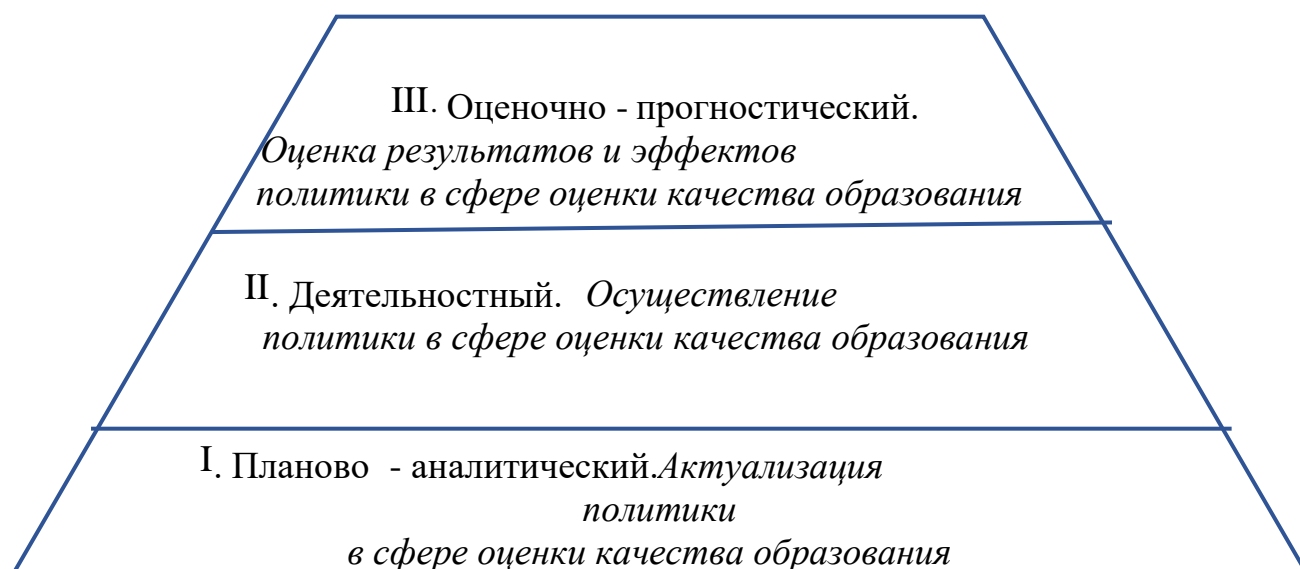 III. Оценочно - прогностический.
Оценка результатов и эффектов
политики в сфере оценки качества образования
II. Деятельностный. Осуществление
политики в сфере оценки качества образования
I. Планово - аналитический.Актуализация
политики
в сфере оценки качества образования